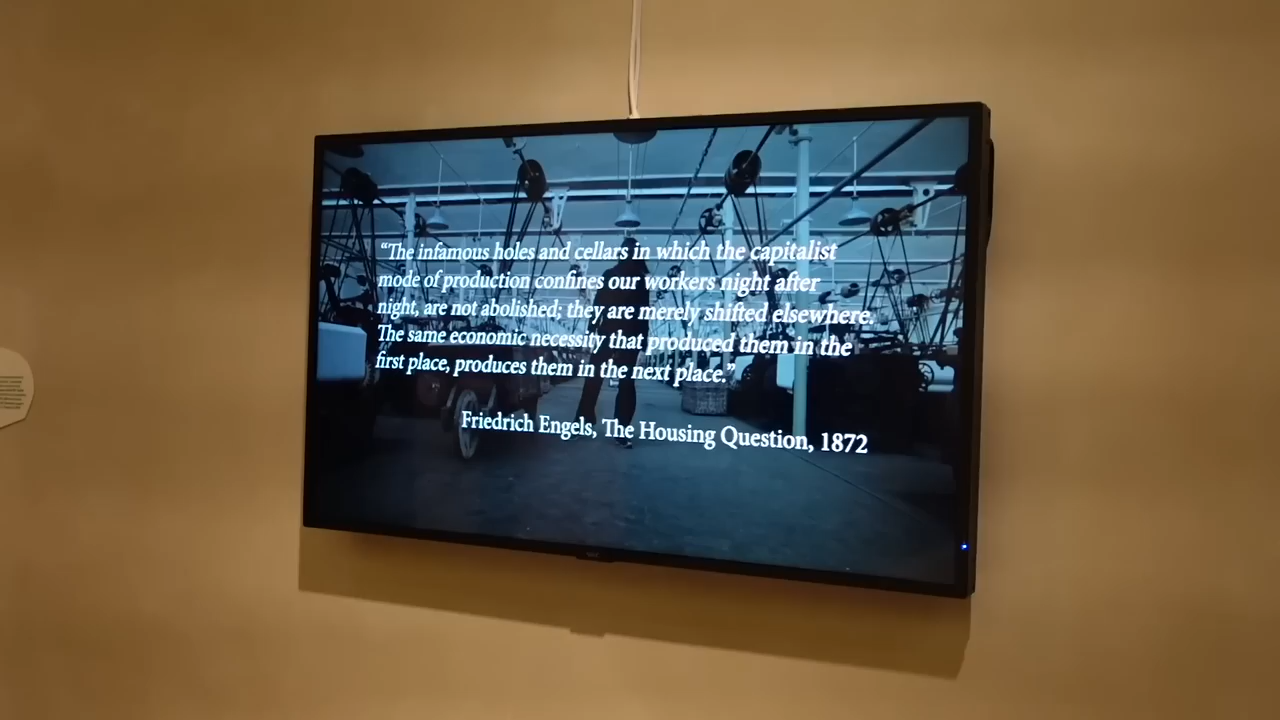 “The infamous holes and cellars in which the capitalist
mode of production confines our workers night after
night, are not abolished; they are merely shifted elsewhere.
The same economic necessity that produced them in the
first place, produces them in the next place.”
Friedrich Engels, The Housing Question, 1872